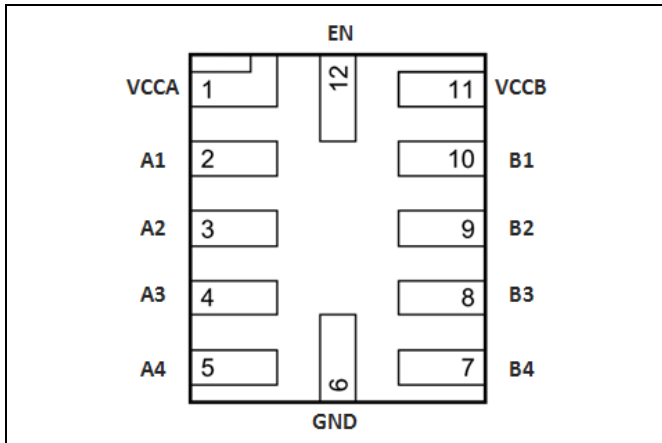 EN
VCCA 1 12 11 VCCB
A1 2 10 B1
A2 3 9 B2
A3 4 8 B3
A4 5 6 7 B4
GND